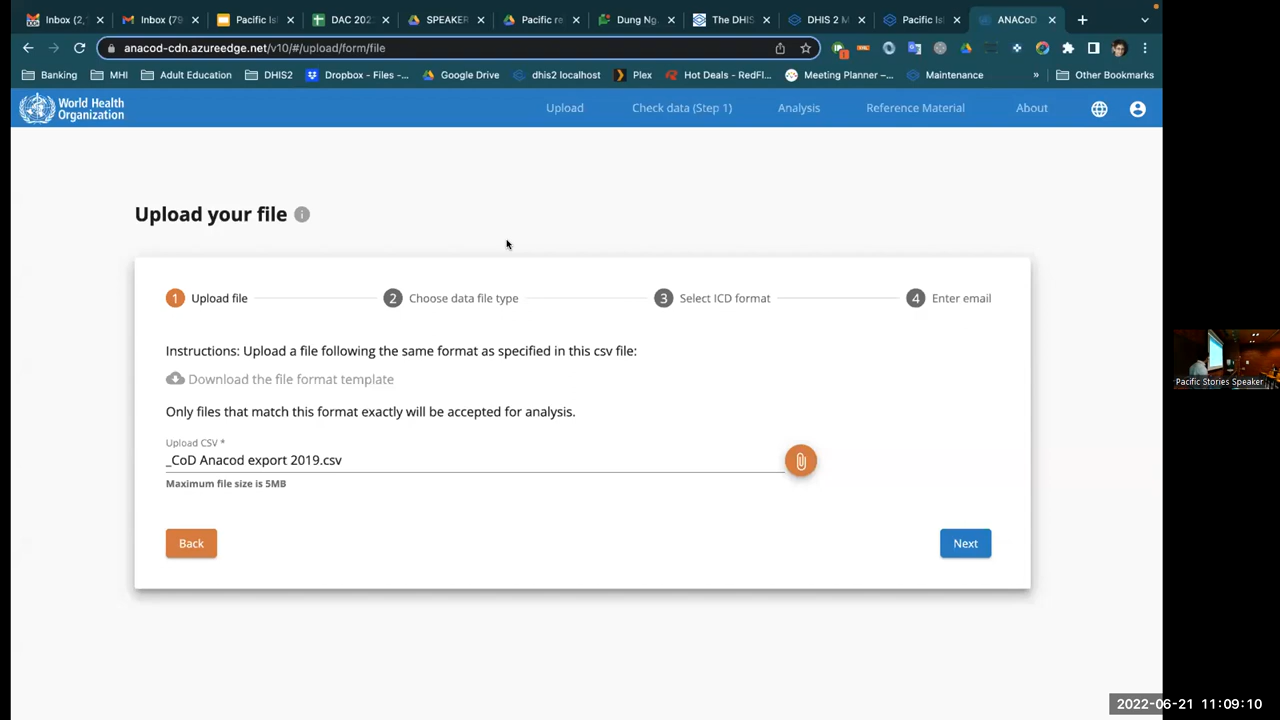 Inbox (2,
Inbox (79
Pacific Is
DAC 202
SPEAKER
Pacific re
Dung Ng
The DHIS
DHIS 2 M
Pacific Is
ANACoD
anacod-cdn.azureedge.net/v10/#/upload/form/file
Banking
MHI
Adult Education
DHIS2
Dropbox - Files -...
Google Drive
dhis2 localhost
Plex
Hot Deals - RedFl...
Meeting Planner –...
Maintenance
»
Other Bookmarks
World Health
Organization
Upload
Check data (Step 1)
Analysis
Reference Material
About
Upload your file
1 Upload file
2 Choose data file type
3 Select ICD format
4 Enter email
Instructions: Upload a file following the same format as specified in this csv file:
Download the file format template
Only files that match this format exactly will be accepted for analysis.
Upload CSV *
_CoD Anacod export 2019.csv
Maximum file size is 5MB
Back
Next
Pacific Stories Speaker
2022-06-21 11:09:10